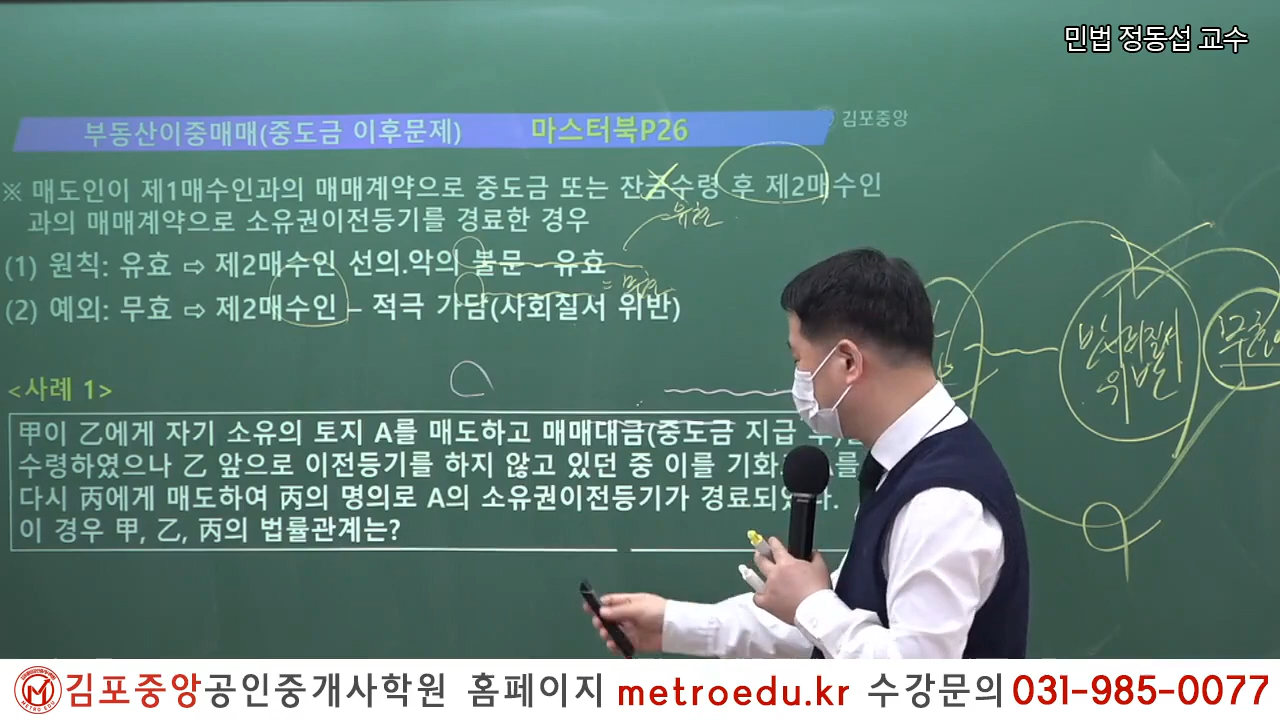 민법 정동섭 교수
부동산이중매매(중도금 이후문제) 마스터북P26
김포중앙
※ 매도인이 제1매수인과의 매매계약으로 중도금 또는 잔금수령 후 제2매수인
과의 매매계약으로 소유권이전등기를 경료한 경우
유효
(1) 원칙: 유효 ⇨ 제2매수인 선의.악의 불문 - 유효
= 무효
(2) 예외: 무효 ⇨ 제2매수인 - 적극 가담(사회질서 위반)
반사회질서
위반
<사례 1>
甲이 乙에게 자기 소유의 토지 A를 매도하고 매매대금(중도금 지급
수령하였으나 乙 앞으로 이전등기를 하지 않고 있던 중 이를
다시 丙에게 매도하여 丙의 명의로 A의 소유권이전등기가
이 경우 甲, 乙, 丙의 법률관계는?
METRO EDU
김포중앙공인중개사학원 홈페이지 metroedu.kr 수강문의 031-985-0077